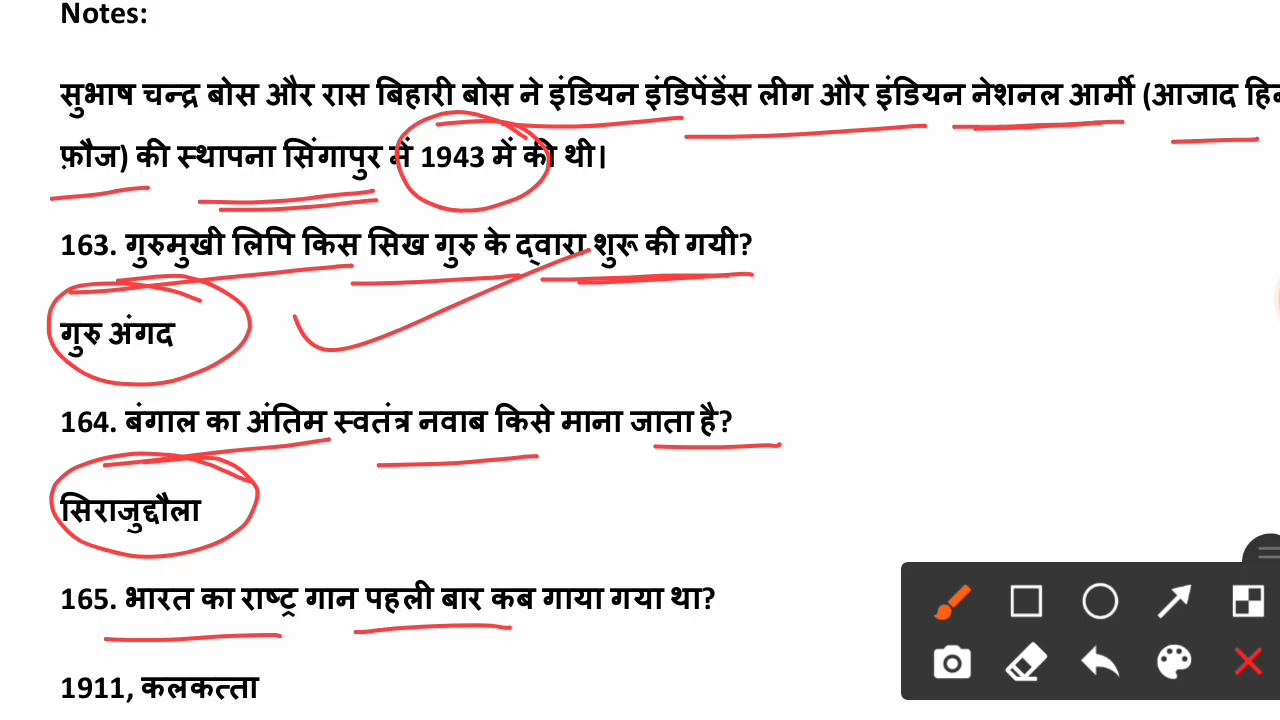 Notes:
सुभाष चन्द्र बोस और रास बिहारी बोस ने इंडियन इंडिपेंडेंस लीग और इंडियन नेशनल आर्मी (आजाद
फ़ौज) की स्थापना सिंगापुर में 1943 में की थी।
163. गुरुमुखी लिपि किस सिख गुरु के द्वारा शुरू की गयी?
गुरु अंगद
164. बंगाल का अंतिम स्वतंत्र नवाब किसे माना जाता है?
सिराजुद्दौला
165. भारत का राष्ट्र गान पहली बार कब गाया गया था?
1911, कलकत्ता